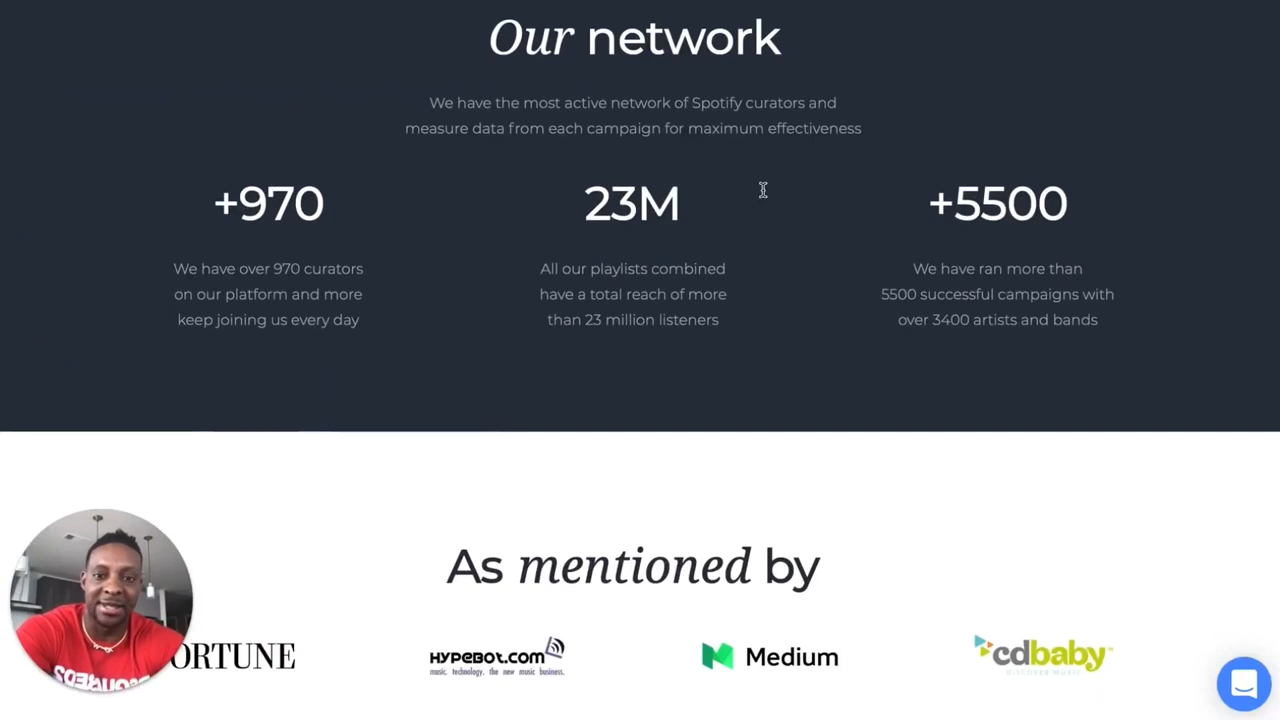 Our network
We have the most active network of Spotify curators and
measure data from each campaign for maximum effectiveness
+970
We have over 970 curators
on our platform and more
keep joining us every day
23M
All our playlists combined
have a total reach of more
than 23 million listeners
+5500
We have ran more than
5500 successful campaigns with
over 3400 artists and bands
As mentioned by
ORTUNE
HYPEBOT.COM
music. technology. the new music business.
Medium
cdbaby
DISCOVER MUSIC